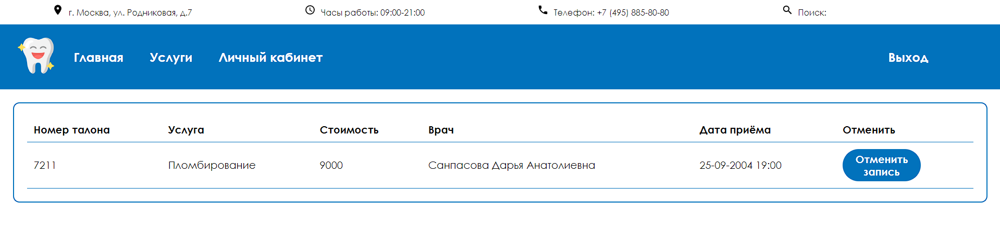 г. Москва, ул. Родниковая, д.7
Часы работы: 09:00-21:00
Телефон: +7 (495) 885-80-80
Поиск:
Главная Услуги Личный кабинет Выход
Номер талона Услуга Стоимость Врач Дата приёма Отменить
7211 Пломбирование 9000 Санпасова Дарья Анатолиевна 25-09-2004 19:00
Отменить
запись